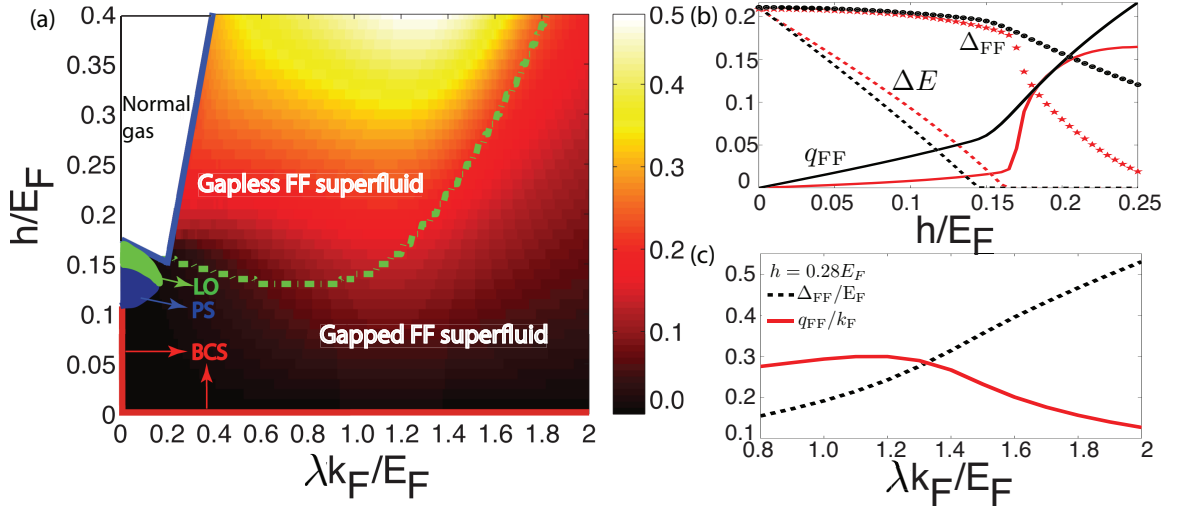 (a)
0.4
0.35
0.3
0.25
0.2
0.15
0.1
0.05
0
h/E_F
Normal
gas
Gapless FF superfluid
LO
PS
Gapped FF superfluid
BCS
0 0.4 0.6 0.8 1.0 1.2 1.4 1.6 1.8 2
λk_F/E_F
0.5
0.4
0.3
0.2
0.1
0.0
(b)
0.2
0.15
0.1
0.05
0
Δ_FF
ΔE
q_FF
0 0.05 0.10 0.15 0.20 0.25
h/E_F
(c)
0.5
0.4
0.3
0.2
0.1
h = 0.28E_F
Δ_FF/E_F
q_FF/k_F
0.8 1.0 1.2 1.4 1.6 1.8 2
λk_F/E_F